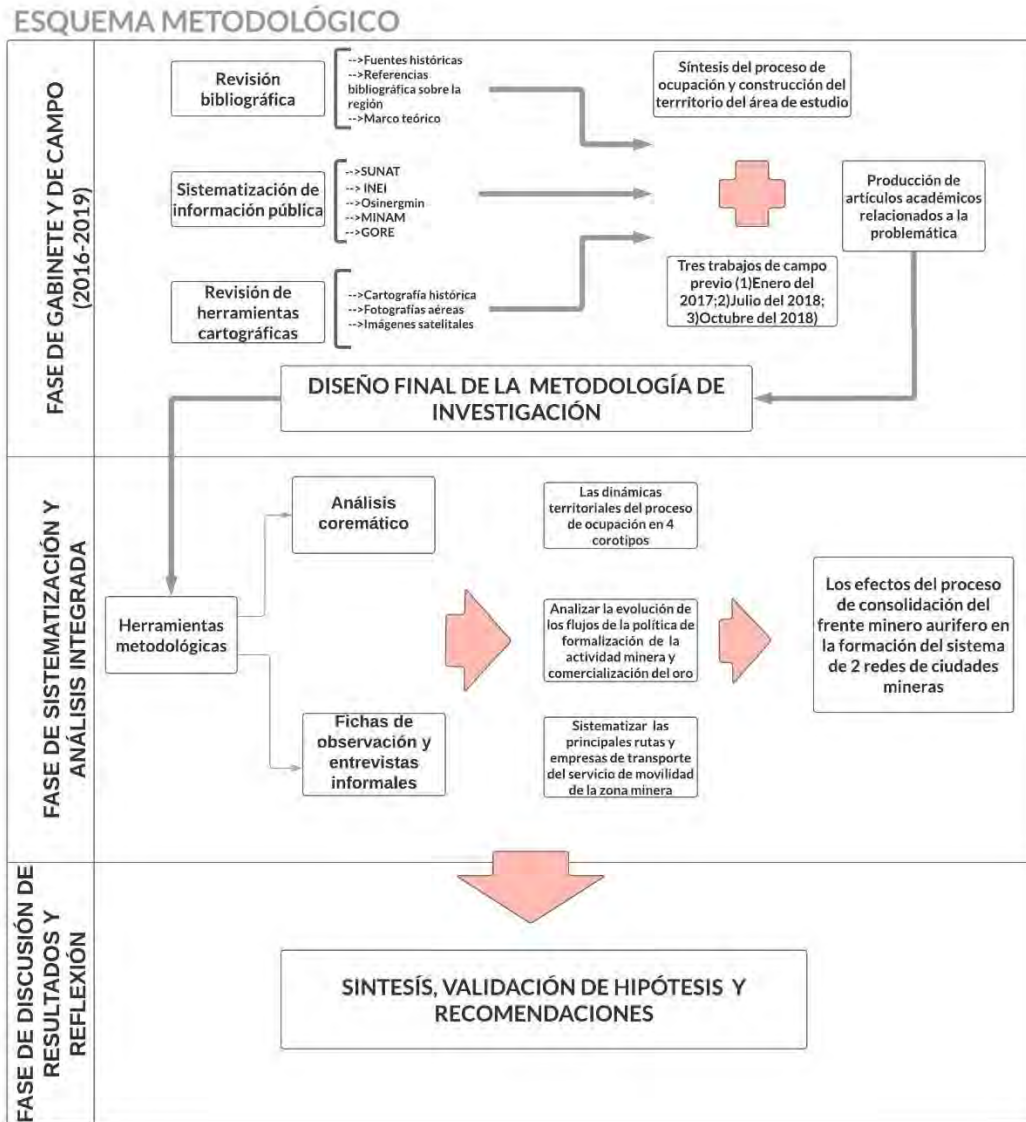 ESQUEMA METODOLÓGICO
FASE DE GABINETE Y DE CAMPO
(2016-2019)
Revisión
bibliográfica
-->Fuentes históricas
-->Referencias
bibliográfica sobre la
región
-->Marco teórico
Síntesis del proceso de
ocupación y construcción del
terrritorio del área de estudio
Sistematización de
información pública
-->SUNAT
--> INEI
-->Osinergmin
-->MINAM
-->GORE
Producción de
artículos académicos
relacionados a la
problemática
Revisión de
herramientas
cartográficas
-->Cartografía histórica
-->Fotografías aéreas
-->Imágenes satelitales
Tres trabajos de campo
previo (1)Enero del
2017;2)Julio del 2018;
3)Octubre del 2018)
DISEÑO FINAL DE LA METODOLOGÍA DE
INVESTIGACIÓN
FASE DE SISTEMATIZACIÓN Y
ANÁLISIS INTEGRADA
Herramientas
metodológicas
Análisis
corematico
Fichas de
observación y
entrevistas
informales
Las dinámicas
territoriales del proceso
de ocupación en 4
corotipos
Analizar la evolución de
los flujos de la política de
formalización de la
actividad minera y
comercialización del oro
Sistematizar las
principales rutas y
empresas de transporte
del servicio de movilidad
de la zona minera
Los efectos del proceso
de consolidación del
frente minero aurifero en
la formación del sistema
de 2 redes de ciudades
mineras
FASE DE DISCUSIÓN DE
RESULTADOS Y
REFLEXIÓN
SINTESÍS, VALIDACIÓN DE HIPÓTESIS Y
RECOMENDACIONES